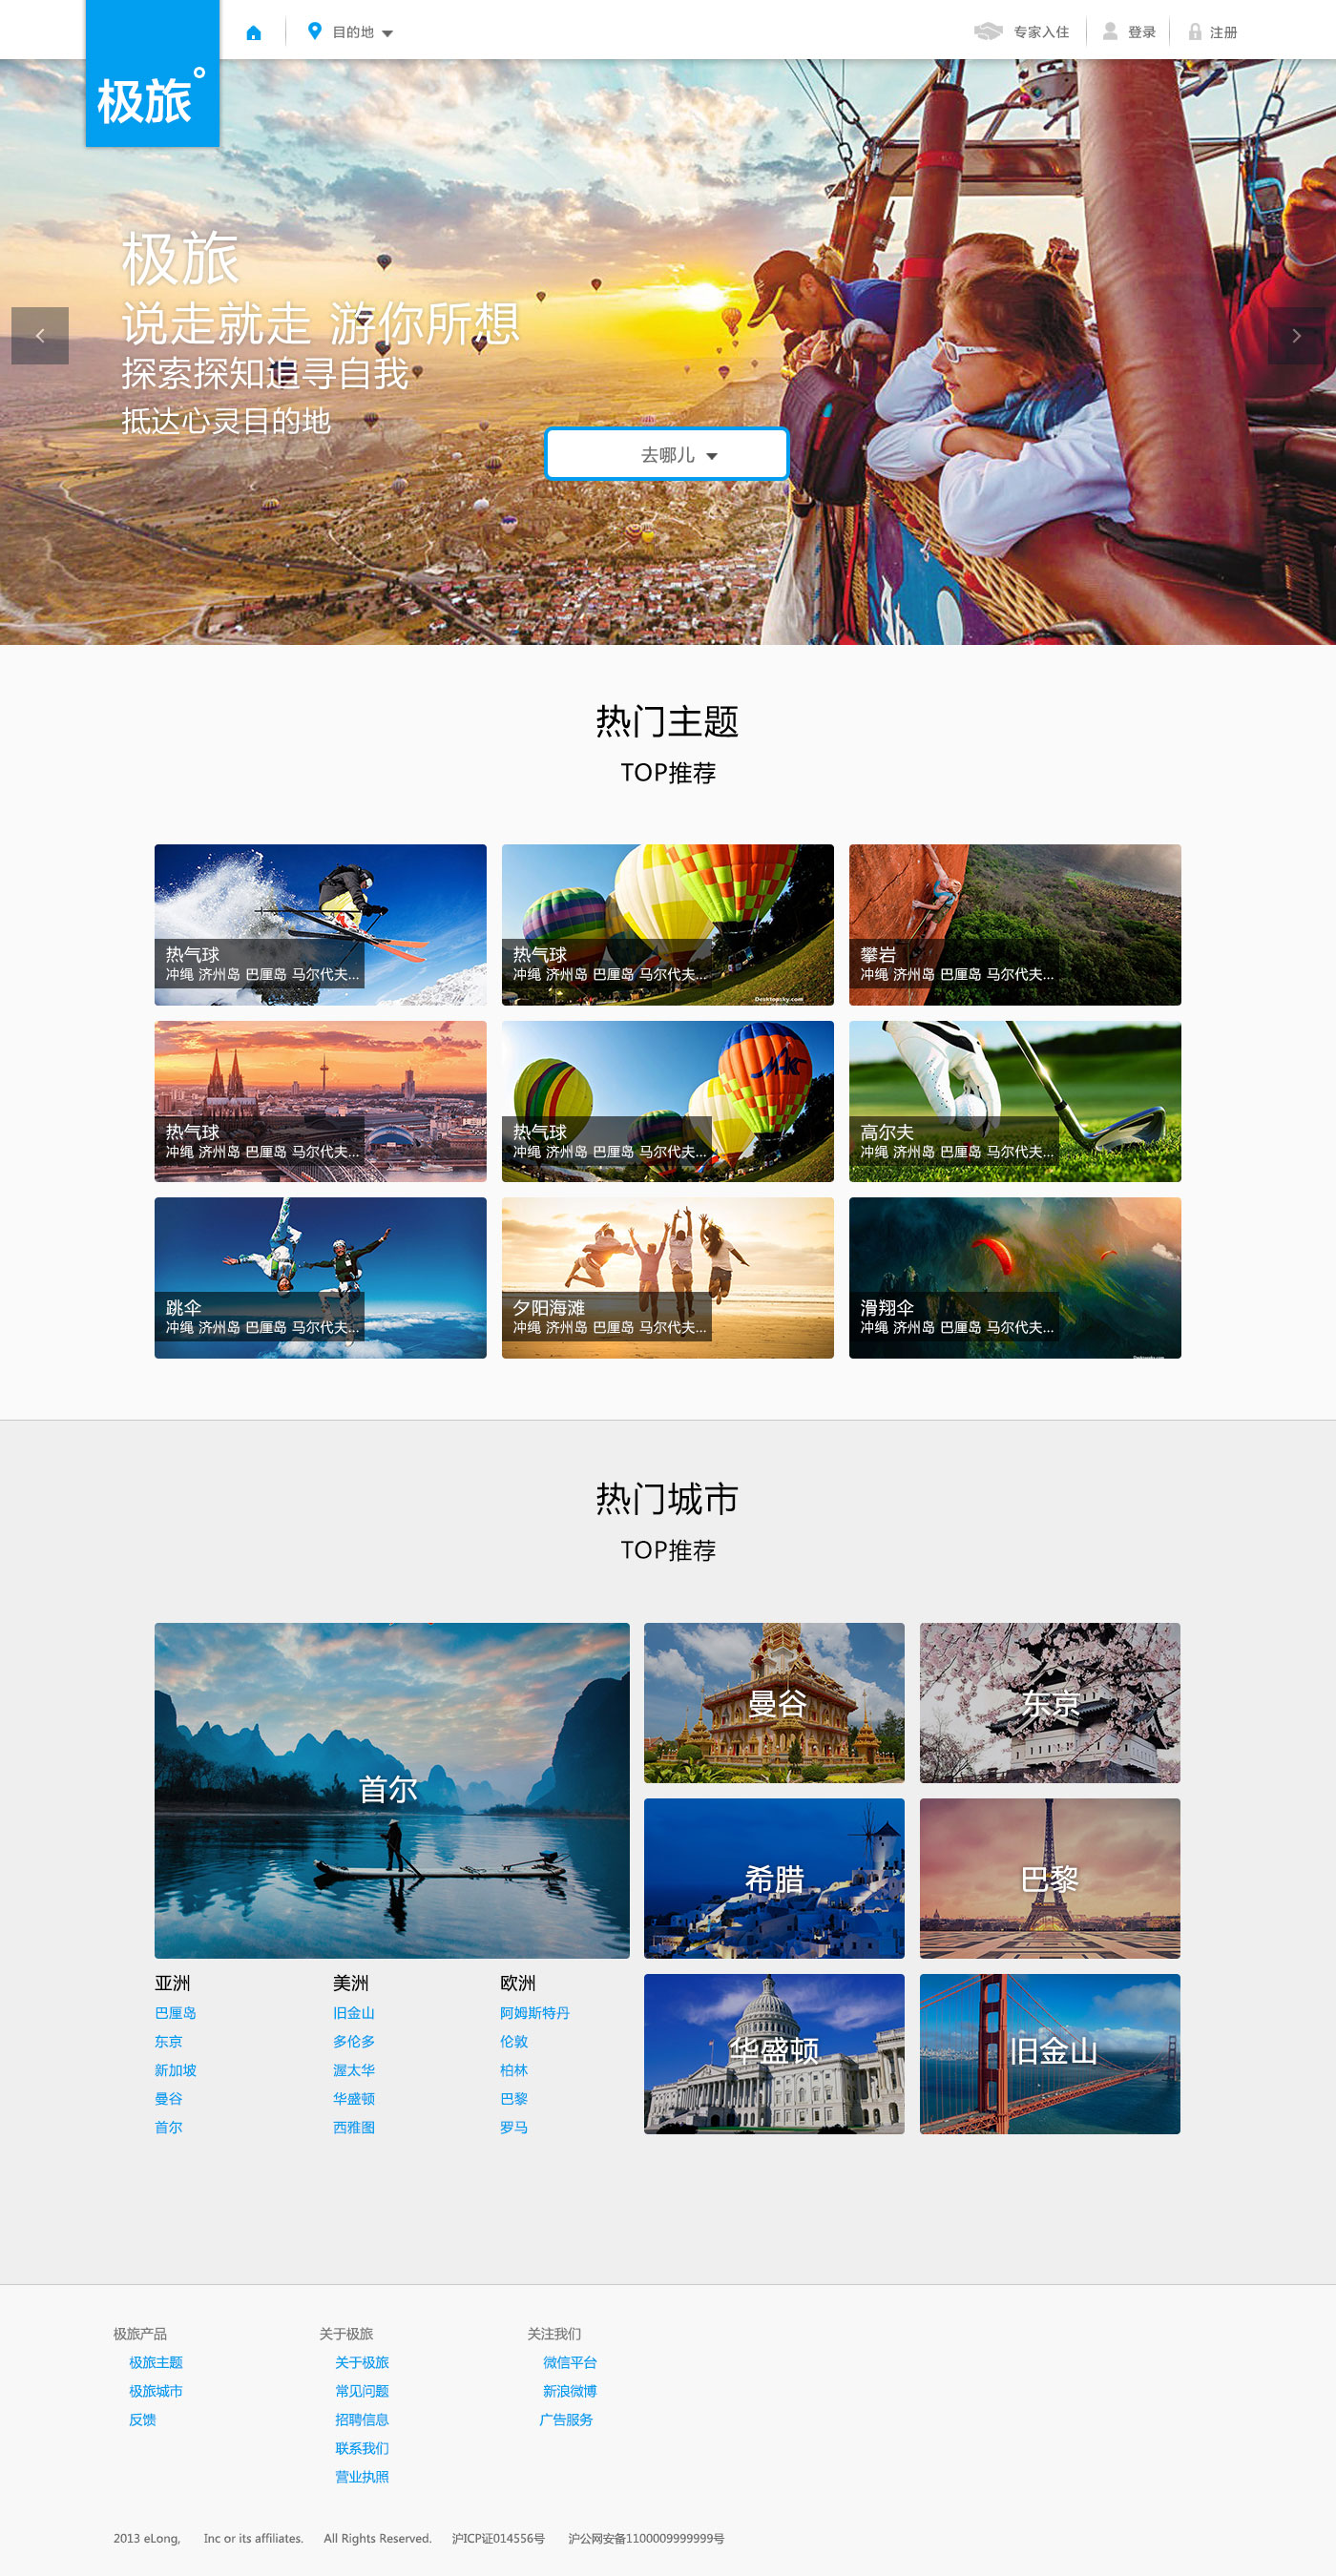 目的地
专家入住
登录
注册
极旅
极旅
说走就走 游你所想
探索探知追寻自我
抵达心灵目的地
去哪儿
热门主题
TOP推荐
热气球
冲绳 济州岛 巴厘岛 马尔代夫...
热气球
冲绳 济州岛 巴厘岛 马尔代夫...
Desktopsky.com
攀岩
冲绳 济州岛 巴厘岛 马尔代夫...
热气球
冲绳 济州岛 巴厘岛 马尔代夫...
热气球
冲绳 济州岛 巴厘岛 马尔代夫...
高尔夫
冲绳 济州岛 巴厘岛 马尔代夫...
跳伞
冲绳 济州岛 巴厘岛 马尔代夫...
夕阳海滩
冲绳 济州岛 巴厘岛 马尔代夫...
滑翔伞
冲绳 济州岛 巴厘岛 马尔代夫...
热门城市
TOP推荐
首尔
曼谷
东京
希腊
巴黎
华盛顿
旧金山
亚洲
巴厘岛
东京
新加坡
曼谷
首尔
美洲
旧金山
多伦多
渥太华
华盛顿
西雅图
欧洲
阿姆斯特丹
伦敦
柏林
巴黎
罗马
极旅产品
极旅主题
极旅城市
反馈
关于极旅
关于极旅
常见问题
招聘信息
联系我们
营业执照
关注我们
微信平台
新浪微博
广告服务
2013 eLong, Inc or its affiliates. All Rights Reserved. 沪ICP证014556号 沪公网安备1100009999999号